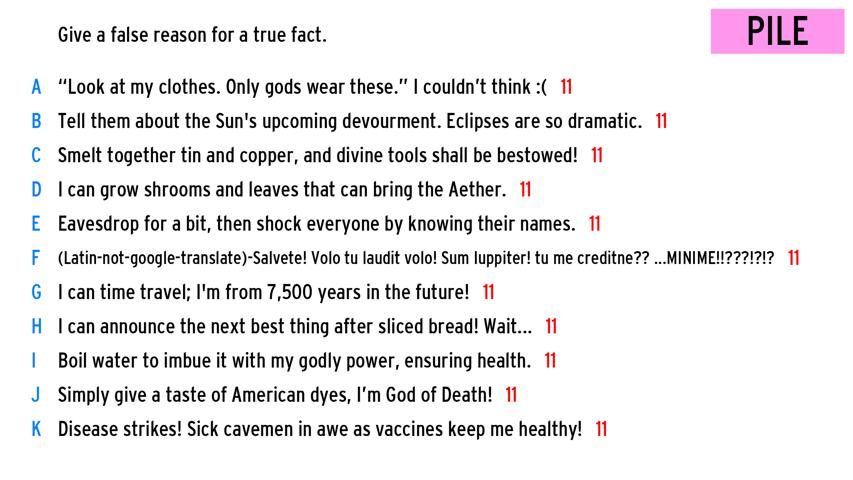 Give a false reason for a true fact.
PILE
A “Look at my clothes. Only gods wear these.” I couldn’t think :( 11
B Tell them about the Sun's upcoming devourment. Eclipses are so dramatic. 11
C Smelt together tin and copper, and divine tools shall be bestowed! 11
D I can grow shrooms and leaves that can bring the Aether. 11
E Eavesdrop for a bit, then shock everyone by knowing their names. 11
F (Latin-not-google-translate)-Salvete! Volo tu laudit volo! Sum Iuppiter! tu me creditne?? ...MINIME!!???!?!? 11
G I can time travel; I'm from 7,500 years in the future! 11
H I can announce the next best thing after sliced bread! Wait... 11
I Boil water to imbue it with my godly power, ensuring health. 11
J Simply give a taste of American dyes, I’m God of Death! 11
K Disease strikes! Sick cavemen in awe as vaccines keep me healthy! 11